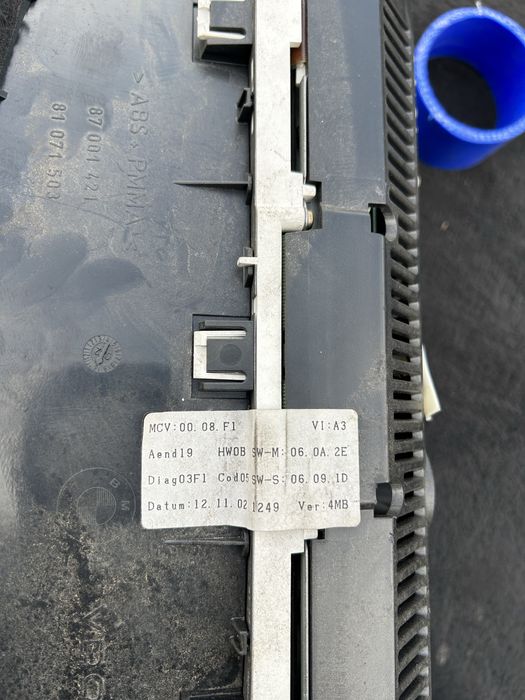 >ABS+PMMA<
87 001 421
81 071 503
MCV:00. 08. F1 VI:A3
Aend19 HW0B SW-M: 06. 0A. 2E
Diag03F1 Cod05 SW-S: 06. 09. 1D
Datum: 12. 11. 02 1249 Ver: 4MB
BM